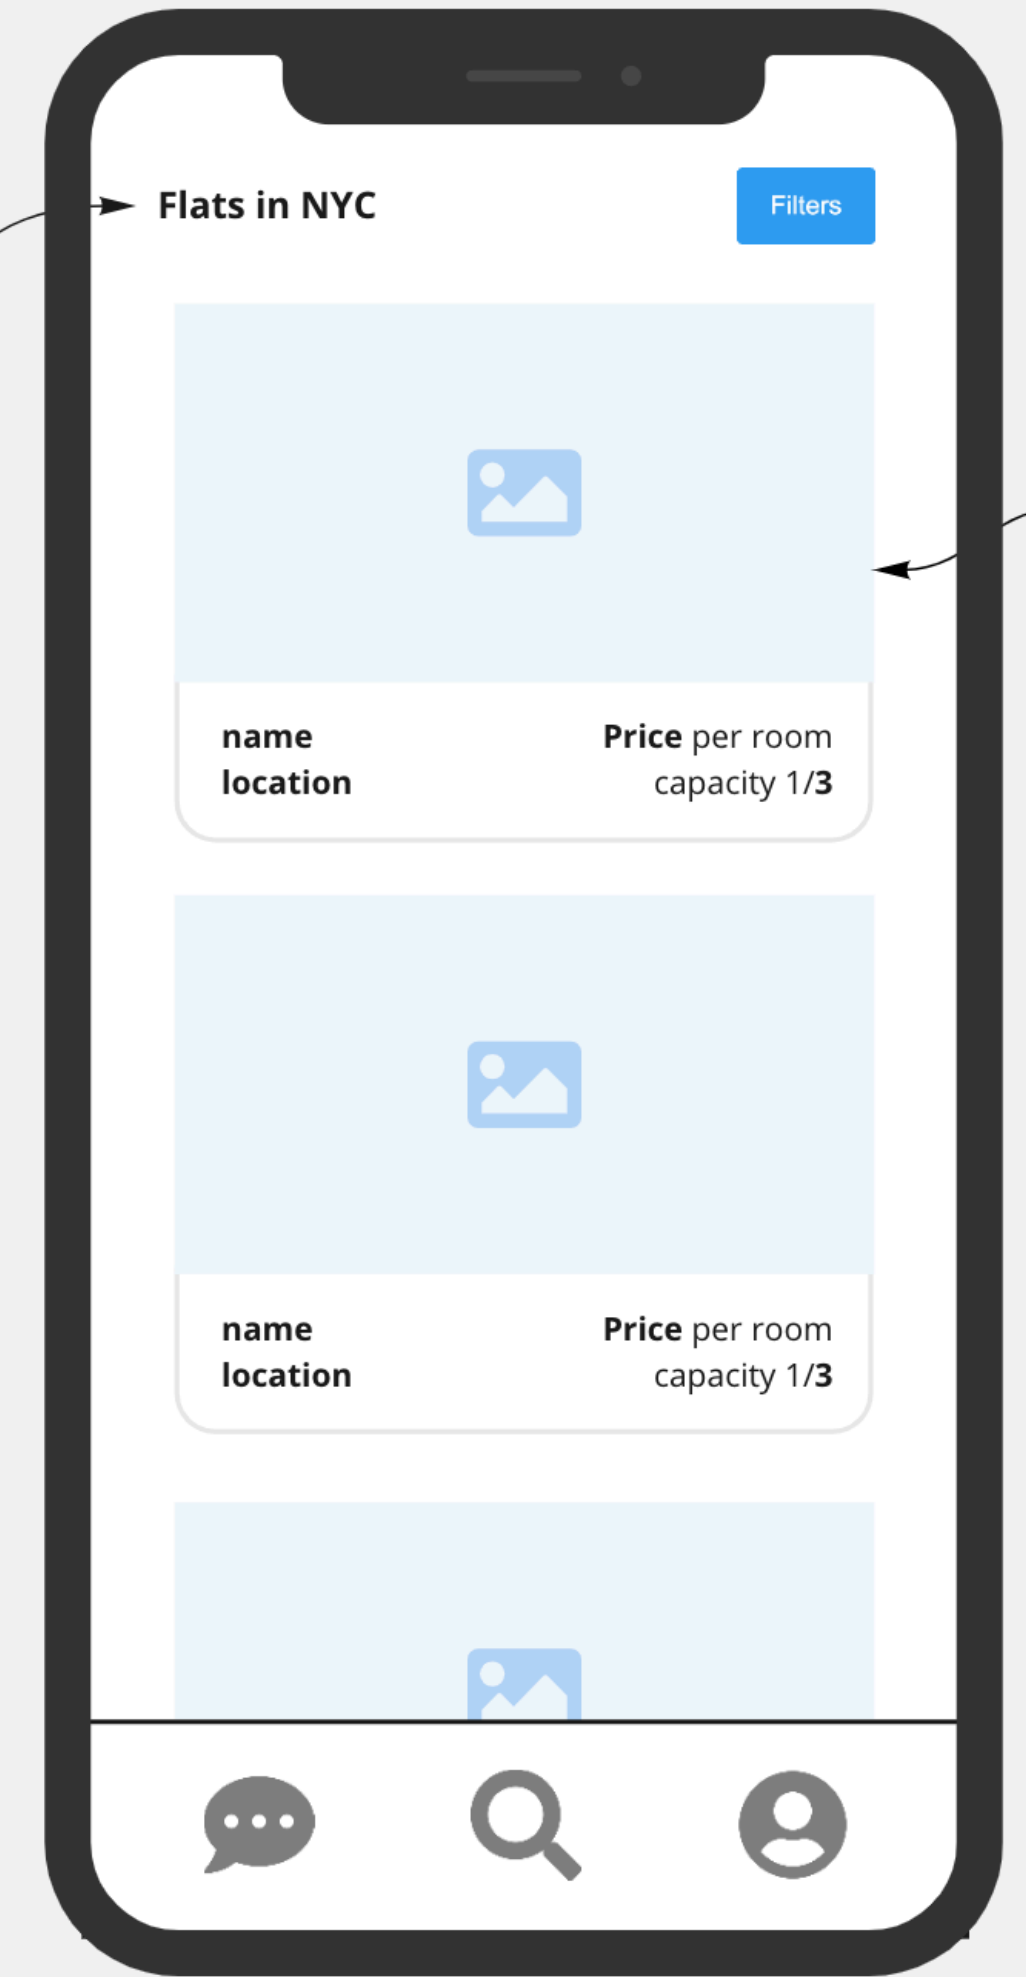 Flats in NYC
Filters
name
Price per room
location
capacity 1/3
name
Price per room
location
capacity 1/3